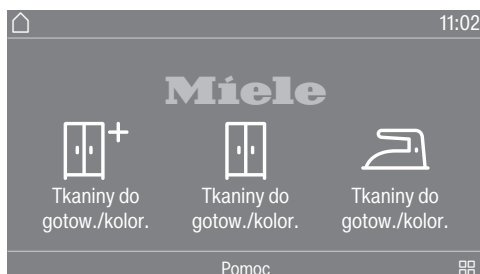 11:02
Miele
Tkaniny do
gotow./kolor.
Tkaniny do
gotow./kolor.
Tkaniny do
gotow./kolor.
Pomoc